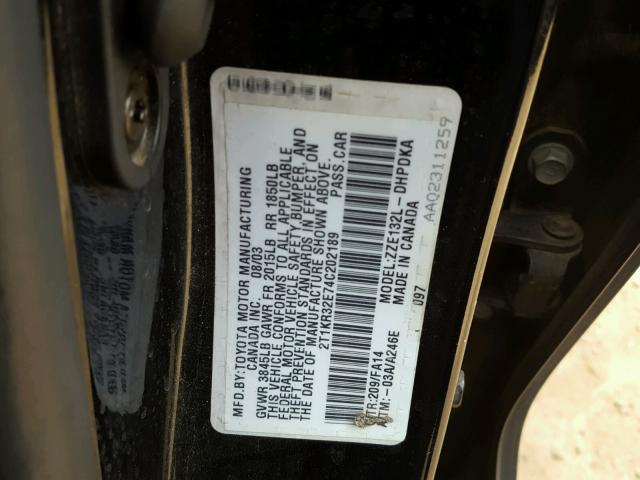 MFD.BY:TOYOTA MOTOR MANUFACTURING
CANADA INC. 08/03
GVWR 3845LB GAWR FR 2015LB RR 1850LB
THIS VEHICLE CONFORMS TO ALL APPLICABLE
FEDERAL MOTOR VEHICLE SAFETY, BUMPER, AND
THEFT PREVENTION STANDARDS IN EFFECT ON
THE DATE OF MANUFACTURE SHOWN ABOVE.
2T1KR32E74C202189 PASS.CAR
MODEL:ZZE132L-DHPDKA
MADE IN CANADA
C/TR:209/FA14 U97
A/TM:-03A/A246E
AAQ2311259